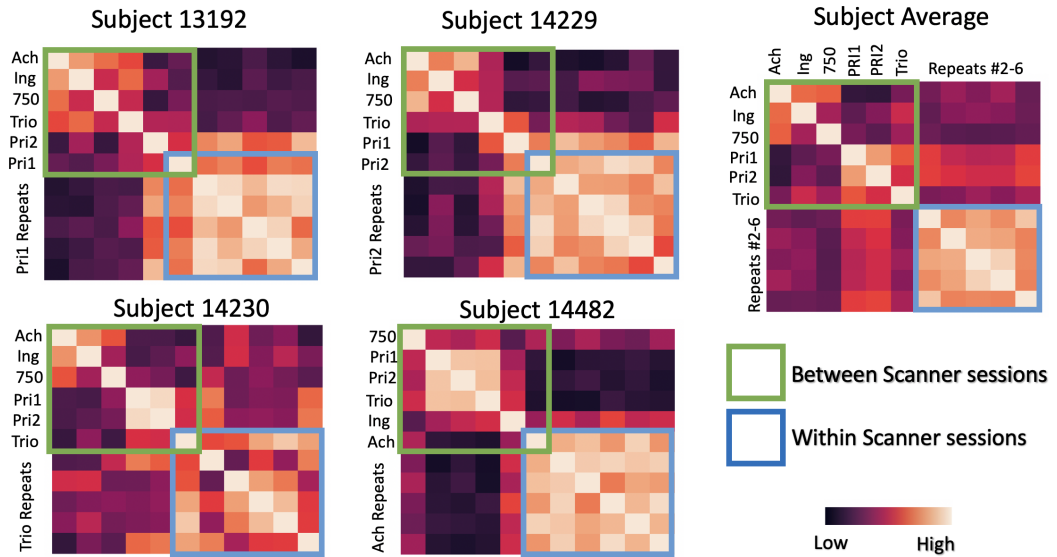 Subject 13192
Ach
Ing
750
Trio
Pri2
Pri1
Pri1 Repeats
Subject 14229
Ach
Ing
750
Trio
Pri1
Pri2
Pri2 Repeats
Subject Average
Ach
Ing
750
PRI1
PRI2
Trio
Repeats #2-6
Ach
Ing
750
Pri1
Pri2
Trio
Repeats #2-6
Subject 14230
Ach
Ing
750
Pri1
Pri2
Trio
Trio Repeats
Subject 14482
750
Pri1
Pri2
Trio
Ing
Ach
Ach Repeats
Between Scanner sessions
Within Scanner sessions
Low High